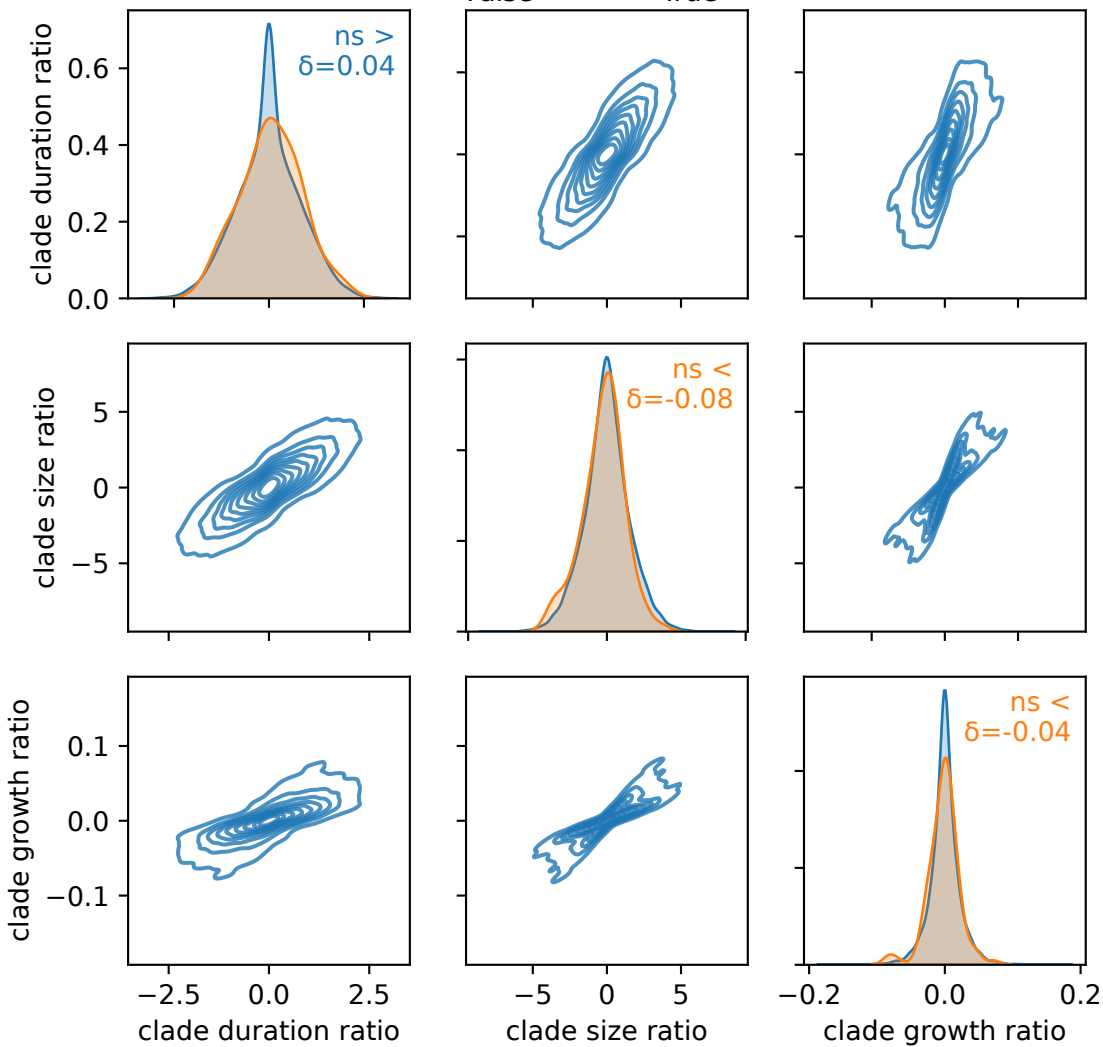 clade duration ratio
0.6
0.4
0.2
0.0
ns >
δ=0.04
clade size ratio
5
0
−5
ns <
δ=-0.08
clade growth ratio
0.1
0.0
−0.1
ns <
δ=-0.04
−2.5 0.0 2.5
−5 0 5
−0.2 0.0 0.2
clade duration ratio
clade size ratio
clade growth ratio